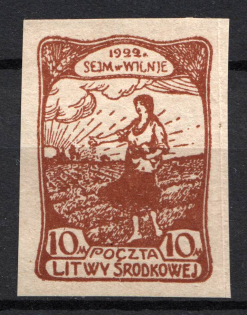 1922 r.
SEJM w WILNIE
10 M POCZTA 10 M
LITWY ŚRODKOWEJ